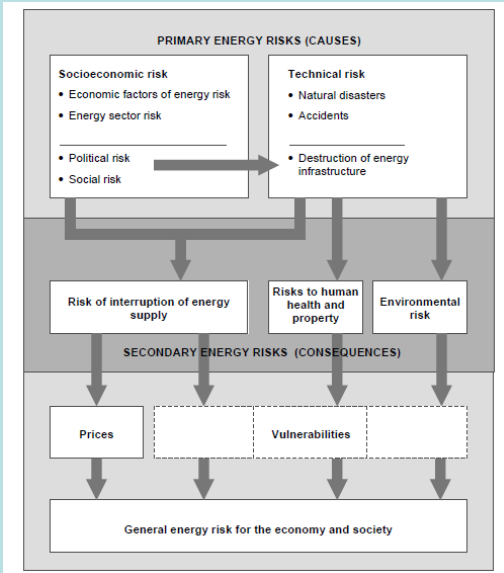 PRIMARY ENERGY RISKS (CAUSES)
Socioeconomic risk
• Economic factors of energy risk
• Energy sector risk
• Political risk
• Social risk
Technical risk
• Natural disasters
• Accidents
• Destruction of energy
infrastructure
Risk of interruption of energy
supply
Risks to human
health and
property
Environmental
risk
SECONDARY ENERGY RISKS (CONSEQUENCES)
Prices
Vulnerabilities
General energy risk for the economy and society